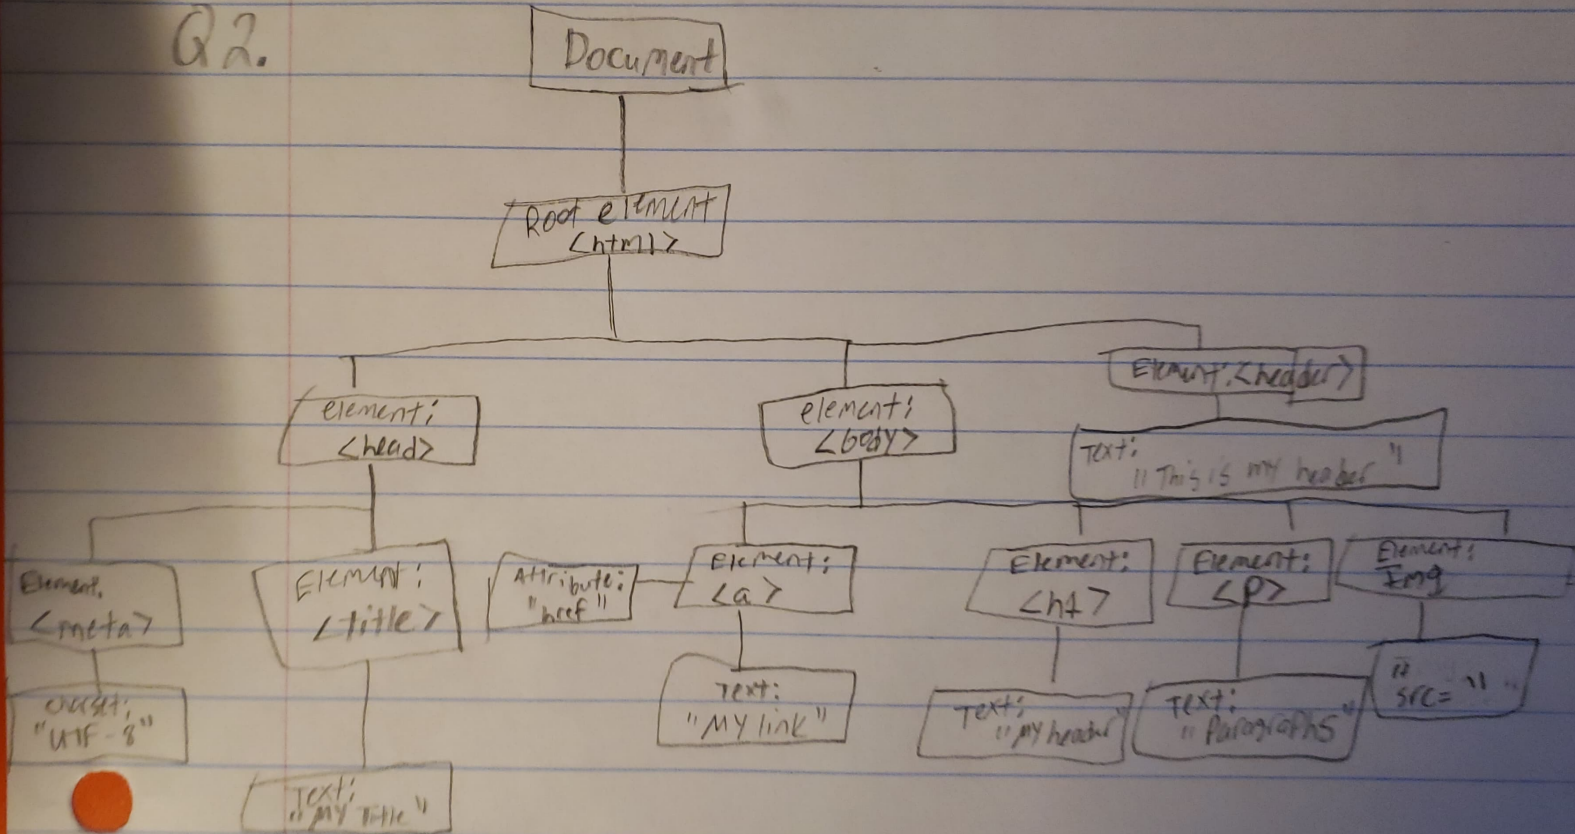 Q2.
Document
Root element
<html>
element:
<head>
element:
<body>
Element:<header>
Text:
"This is my header"
Element.
<meta>
Element:
<title>
Attribute:
"href"
Element:
<a>
Element:
Element:
<p>
Element:
Img
"UTF-8"
Text:
"My Title"
Text:
"My link"
Text:
"My header"
Text:
"Paragraphs"
src= " "